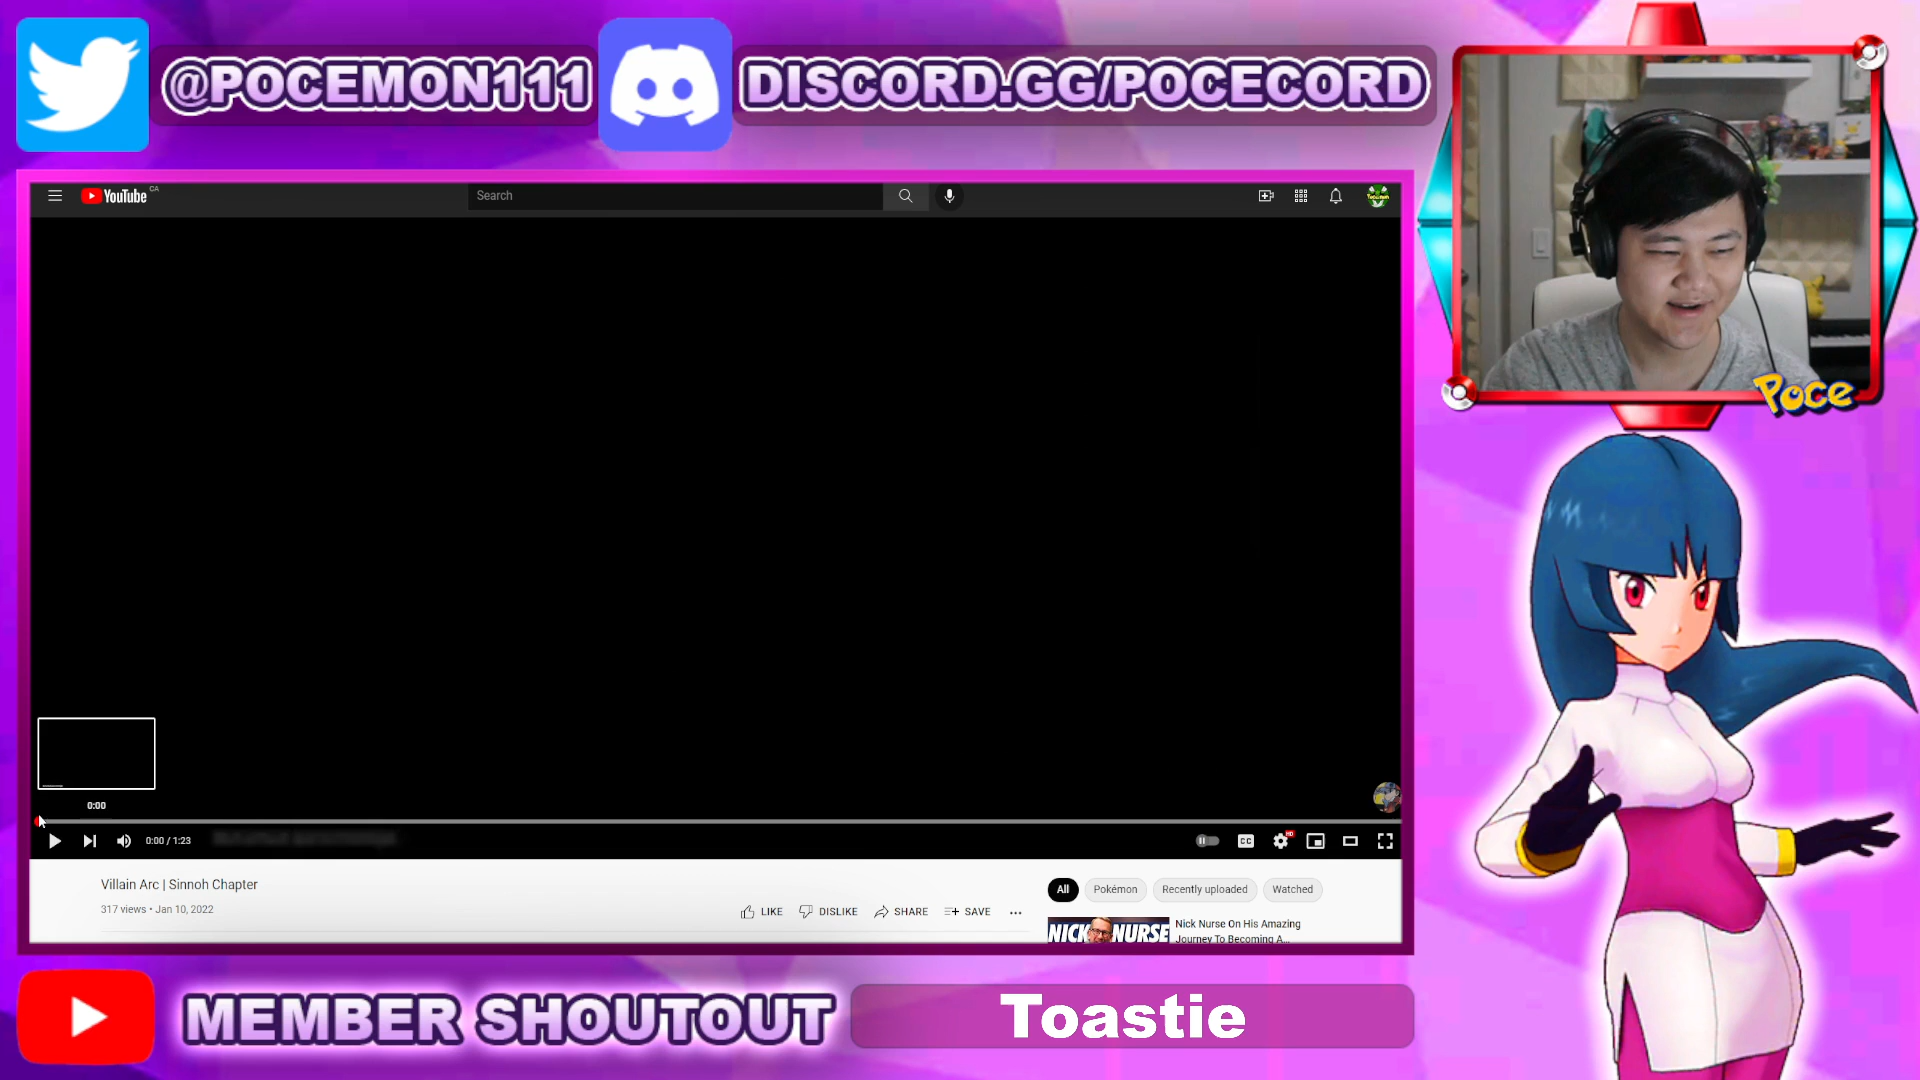 @POCEMON111
DISCORD.GG/POCECORD
YouTube CA
Search
Poce
0:00
0:00 / 1:23
CC
HD
Villain Arc | Sinnoh Chapter
317 views • Jan 10, 2022
LIKE
DISLIKE
SHARE
SAVE
All
Pokémon
Recently uploaded
Watched
NICK NURSE
Nick Nurse On His Amazing
Journey To Becoming A...
MEMBER SHOUTOUT
Toastie